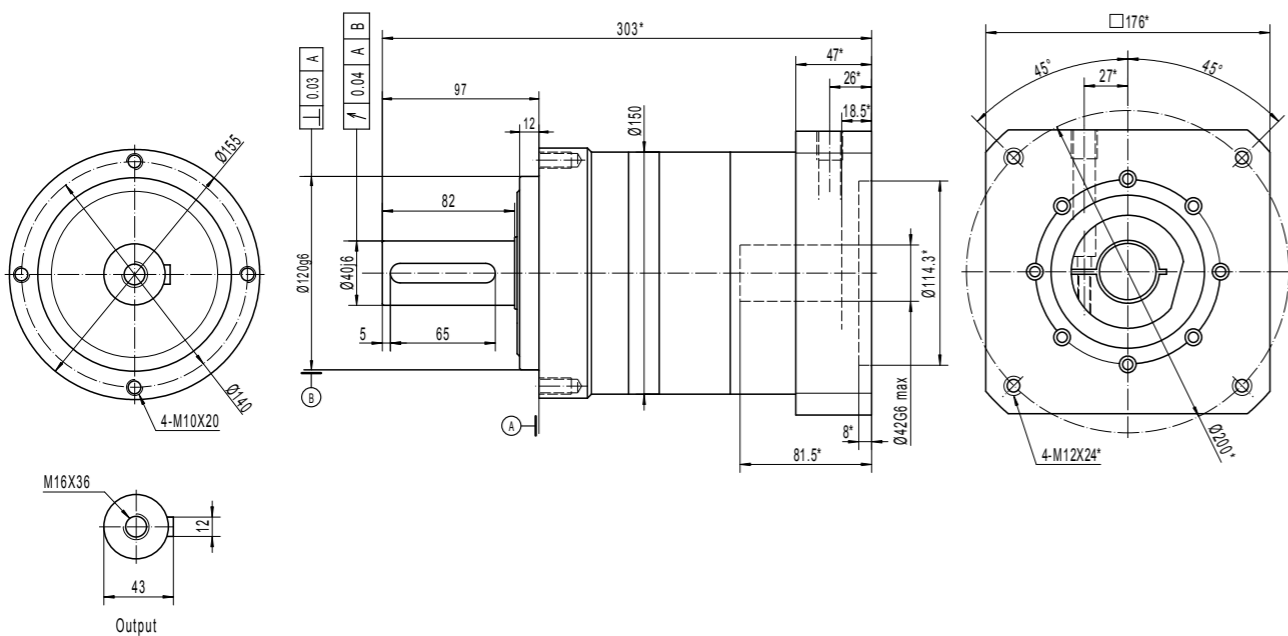 Ø155
Ø140
4-M10X20
M16X36
12
43
Output
⊥ 0.03 A
↗ 0.04 A B
303*
47*
26*
18.5*
97
12
Ø150
82
Ø120g6
Ø40j6
5
65
B
A
Ø114.3*
Ø42G6 max
8*
81.5*
□176*
45°
45°
27*
Ø200*
4-M12X24*